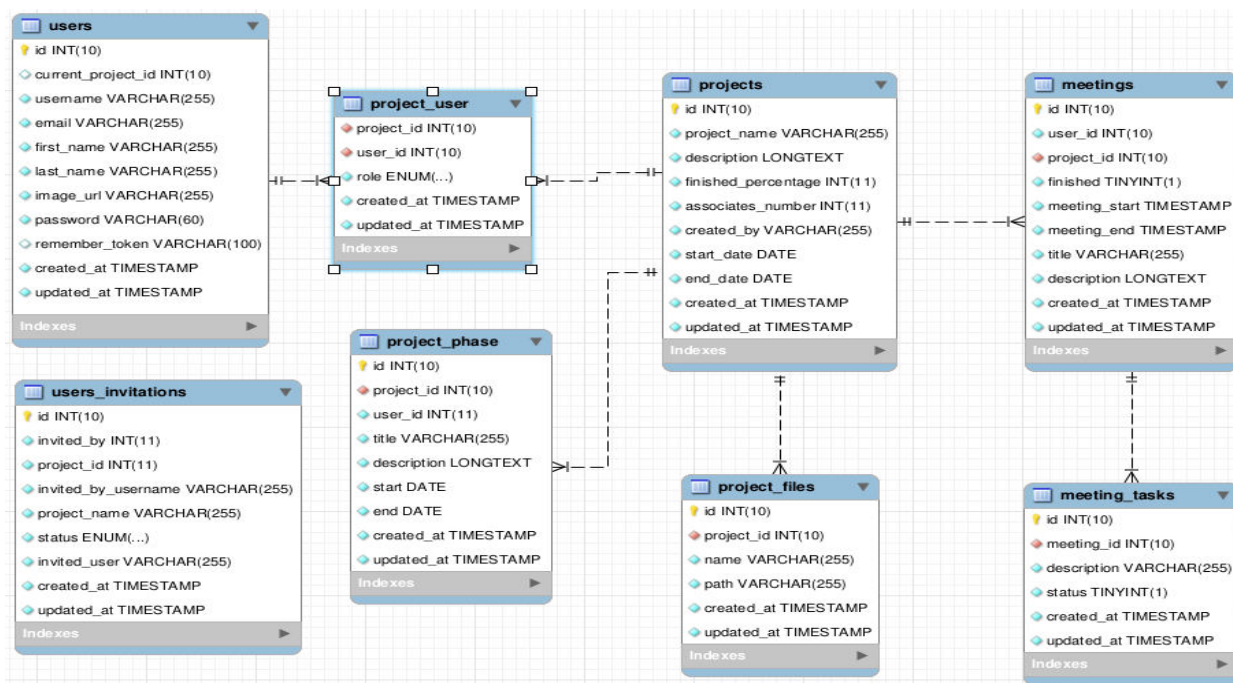 users
id INT(10)
current_project_id INT(10)
username VARCHAR(255)
email VARCHAR(255)
first_name VARCHAR(255)
last_name VARCHAR(255)
image_url VARCHAR(255)
password VARCHAR(60)
remember_token VARCHAR(100)
created_at TIMESTAMP
updated_at TIMESTAMP
Indexes
project_user
project_id INT(10)
user_id INT(10)
role ENUM(...)
created_at TIMESTAMP
updated_at TIMESTAMP
Indexes
projects
id INT(10)
project_name VARCHAR(255)
description LONGTEXT
finished_percentage INT(11)
associates_number INT(11)
created_by VARCHAR(255)
start_date DATE
end_date DATE
created_at TIMESTAMP
updated_at TIMESTAMP
Indexes
meetings
id INT(10)
user_id INT(10)
project_id INT(10)
finished TINYINT(1)
meeting_start TIMESTAMP
meeting_end TIMESTAMP
title VARCHAR(255)
description LONGTEXT
created_at TIMESTAMP
updated_at TIMESTAMP
Indexes
users_invitations
id INT(10)
invited_by INT(11)
project_id INT(11)
invited_by_username VARCHAR(255)
project_name VARCHAR(255)
status ENUM(...)
invited_user VARCHAR(255)
created_at TIMESTAMP
updated_at TIMESTAMP
Indexes
project_phase
id INT(10)
project_id INT(10)
user_id INT(11)
title VARCHAR(255)
description LONGTEXT
start DATE
end DATE
created_at TIMESTAMP
updated_at TIMESTAMP
Indexes
project_files
id INT(10)
project_id INT(10)
name VARCHAR(255)
path VARCHAR(255)
created_at TIMESTAMP
updated_at TIMESTAMP
Indexes
meeting_tasks
id INT(10)
meeting_id INT(10)
description VARCHAR(255)
status TINYINT(1)
created_at TIMESTAMP
updated_at TIMESTAMP
Indexes